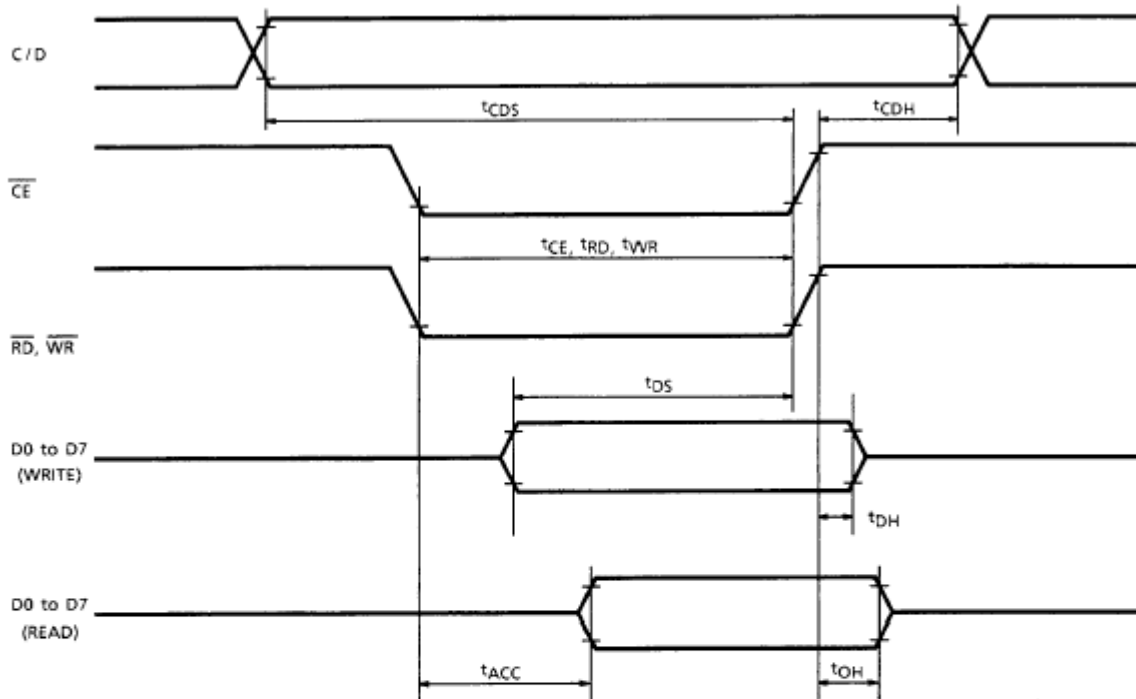 C / D
tCDS
tCDH
CE
tCE, tRD, tWR
RD, WR
tDS
D0 to D7
(WRITE)
tDH
D0 to D7
(READ)
tACC
tOH